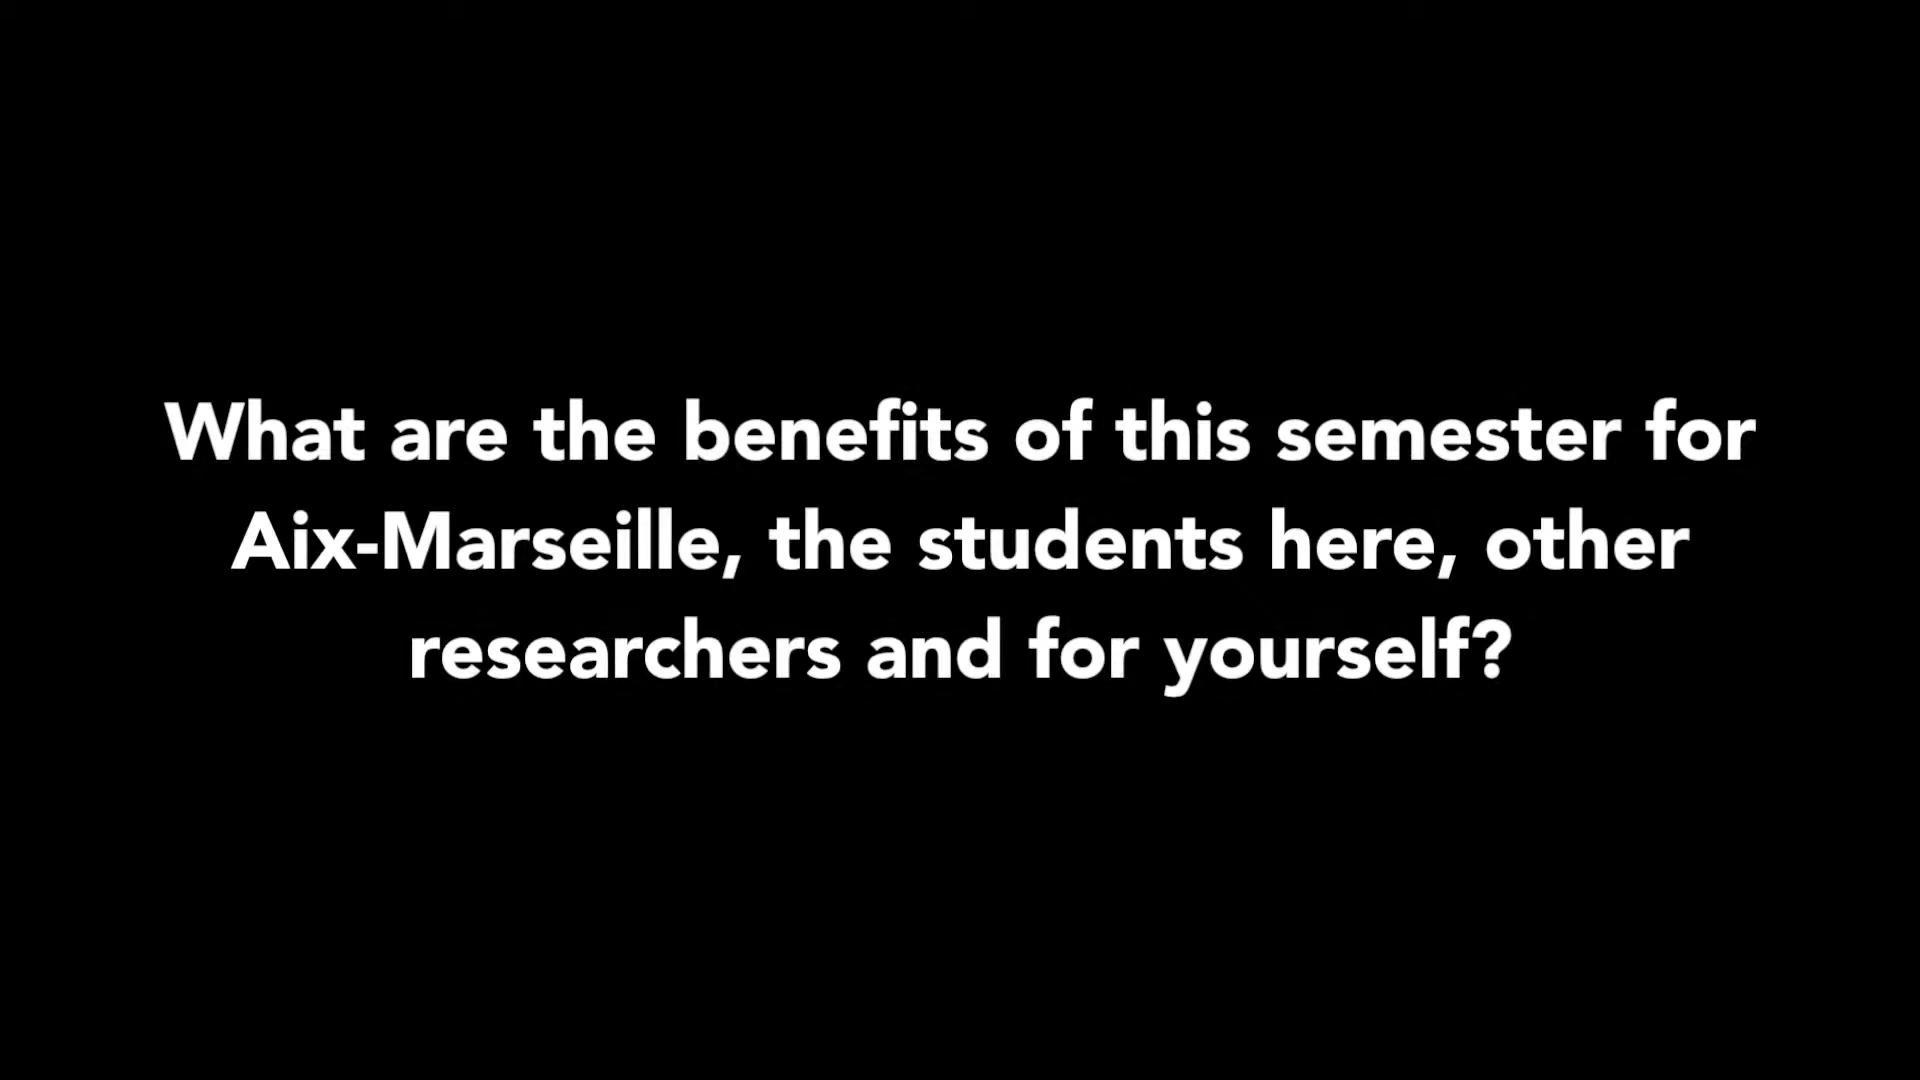 What are the benefits of this semester for
Aix-Marseille, the students here, other
researchers and for yourself?